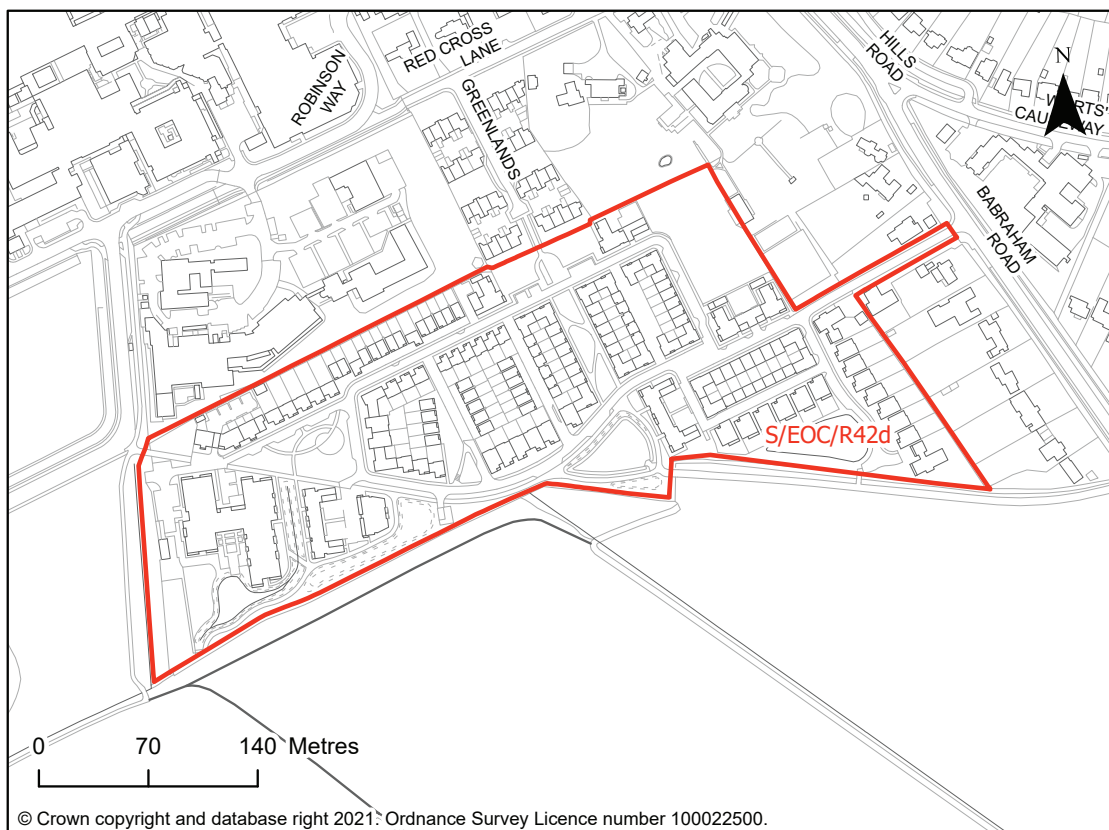 RED CROSS
LANE
ROBINSON
WAY
GREENLANDS
HILLS
ROAD
N
WORTS'
CAUSEWAY
BABRAHAM
ROAD
S/EOC/R42d
0 70 140 Metres
© Crown copyright and database right 2021. Ordnance Survey Licence number 100022500.